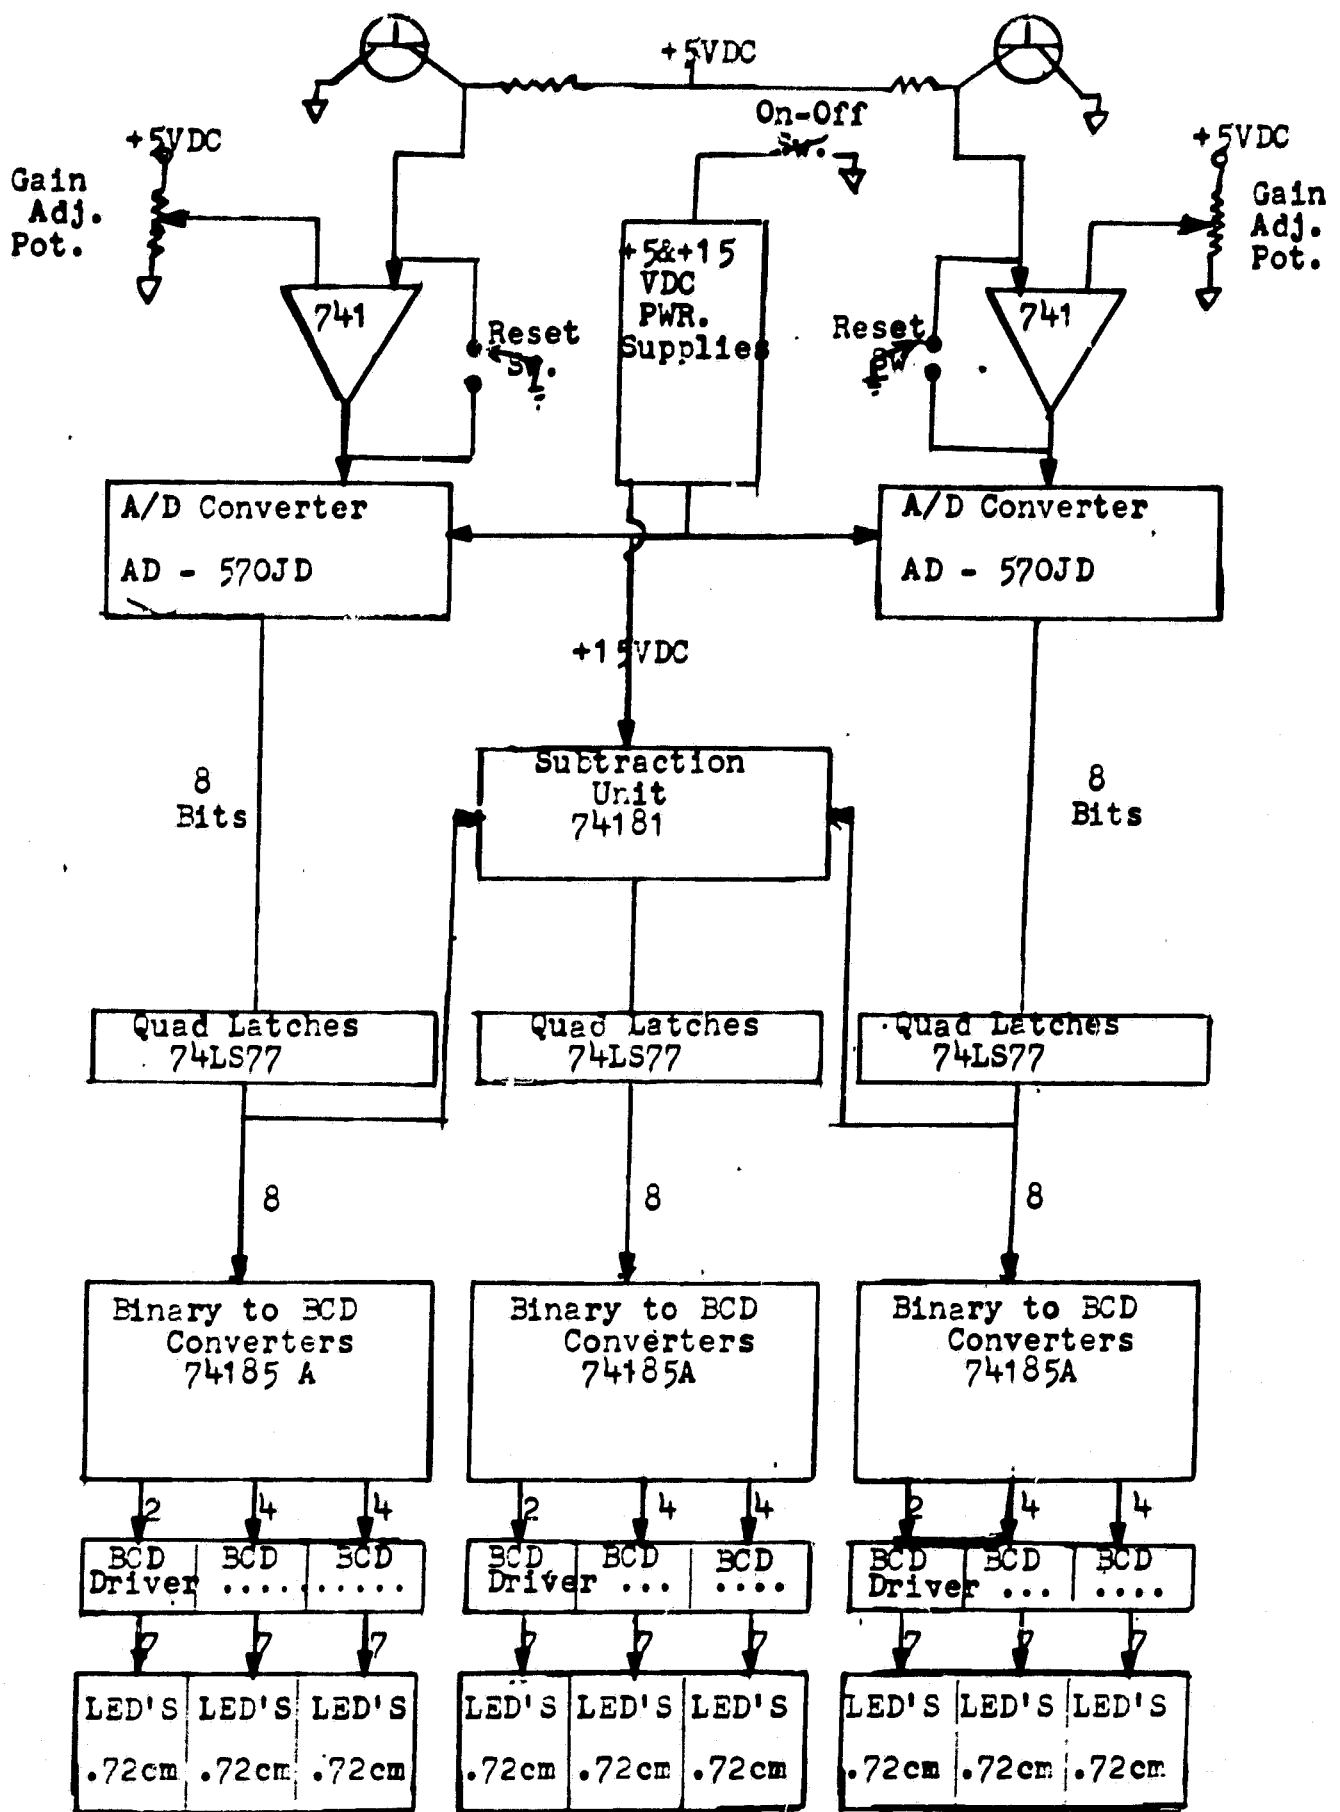 +5VDC
On-Off
Sw.
+5VDC
Gain
Adj.
Pot.
+5VDC
Gain
Adj.
Pot.
741
Reset
Sw.
+5&+15
VDC
PWR.
Supplies
Reset
SW
741
A/D Converter
AD - 570JD
A/D Converter
AD - 570JD
+15VDC
8
Bits
Subtraction
Unit
74181
8
Bits
Quad Latches
74LS77
Quad Latches
74LS77
Quad Latches
74LS77
8
8
8
Binary to BCD
Converters
74185 A
Binary to BCD
Converters
74185A
Binary to BCD
Converters
74185A
2 4 4
2 4 4
2 4 4
BCD BCD BCD
Driver ..........
BCD BCD BCD
Driver ... ....
BCD BCD BCD
Driver ... ....
7 7 7
7 7 7
7 7 7
LED'S LED'S LED'S
.72cm .72cm .72cm
LED'S LED'S LED'S
.72cm .72cm .72cm
LED'S LED'S LED'S
.72cm .72cm .72cm